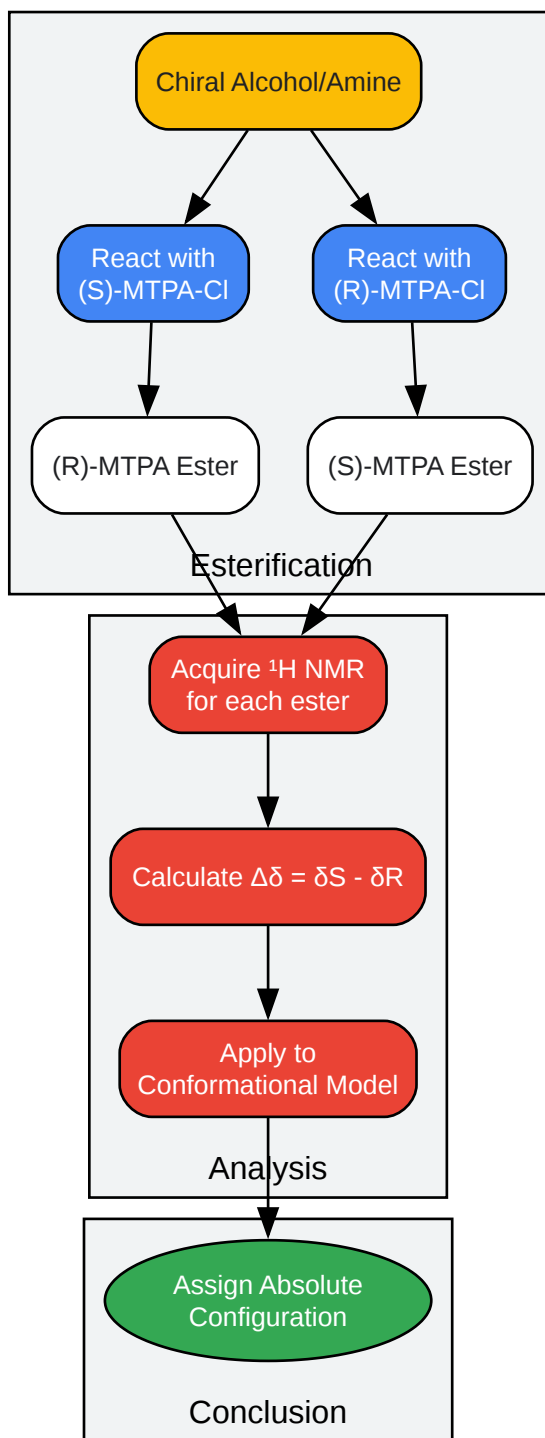 Chiral Alcohol/Amine
React with
(S)-MTPA-Cl
React with
(R)-MTPA-Cl
(R)-MTPA Ester
(S)-MTPA Ester
Esterification
Acquire ¹H NMR
for each ester
Calculate Δδ = δS - δR
Apply to
Conformational Model
Analysis
Assign Absolute
Configuration
Conclusion